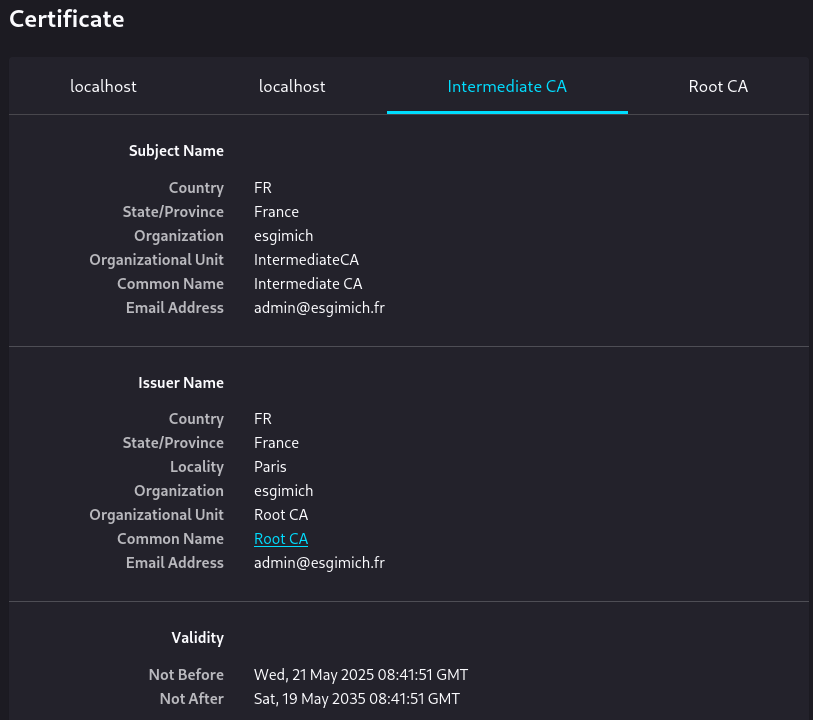 Certificate
localhost localhost Intermediate CA Root CA
Subject Name
Country FR
State/Province France
Organization esgimich
Organizational Unit IntermediateCA
Common Name Intermediate CA
Email Address admin@esgimich.fr
Issuer Name
Country FR
State/Province France
Locality Paris
Organization esgimich
Organizational Unit Root CA
Common Name Root CA
Email Address admin@esgimich.fr
Validity
Not Before Wed, 21 May 2025 08:41:51 GMT
Not After Sat, 19 May 2035 08:41:51 GMT